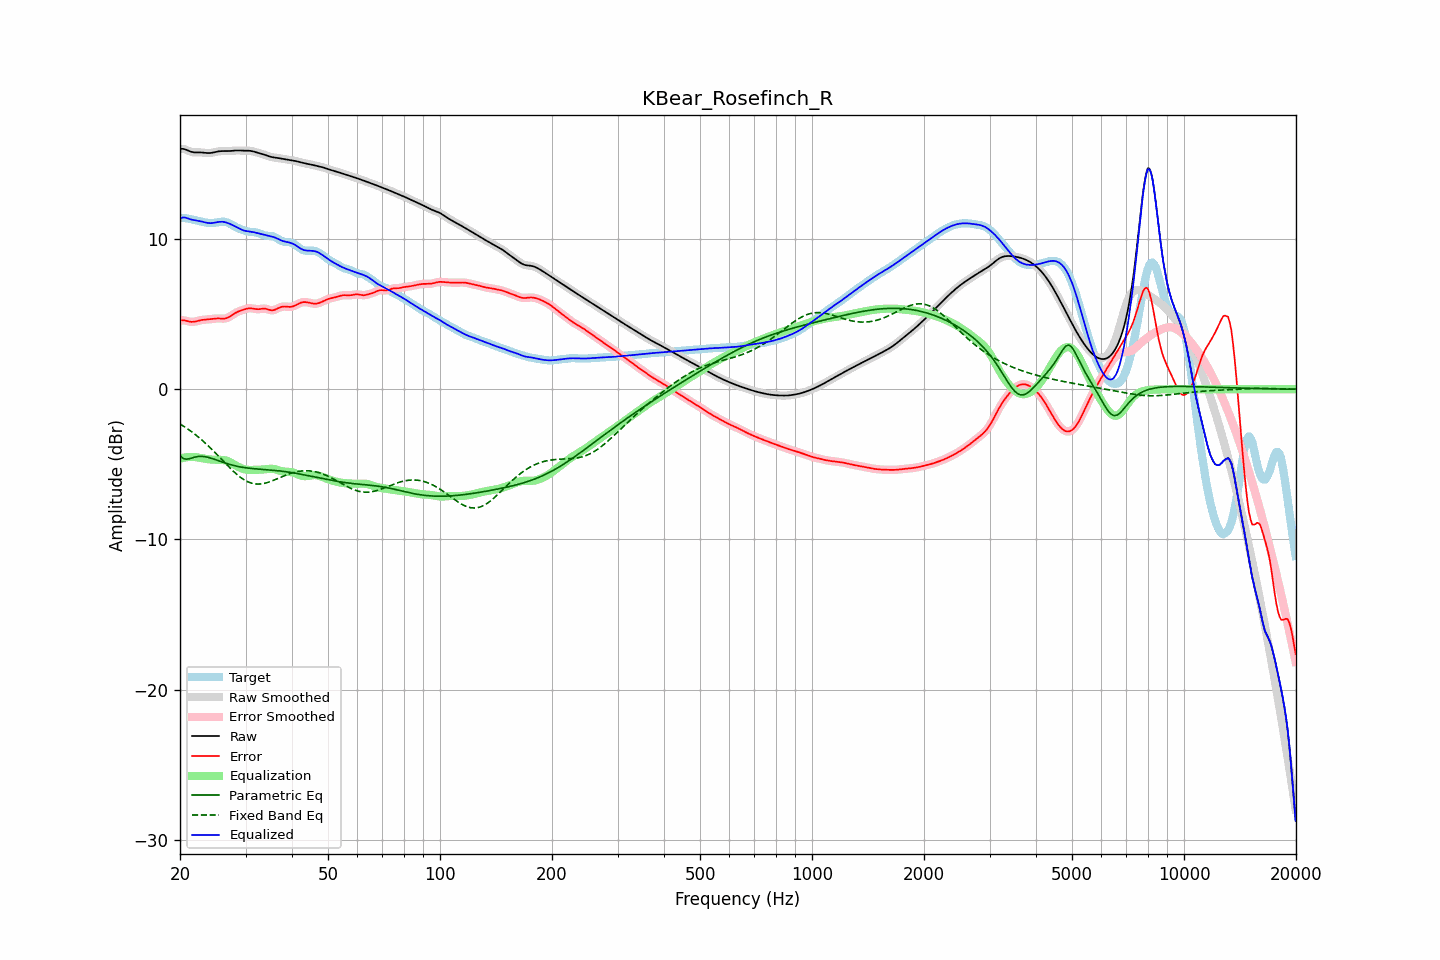 KBear_Rosefinch_R
Amplitude (dBr)
10
0
−10
−20
−30
Target
Raw Smoothed
Error Smoothed
Raw
Error
Equalization
Parametric Eq
Fixed Band Eq
Equalized
20 50 100 200 500 1000 2000 5000 10000 20000
Frequency (Hz)